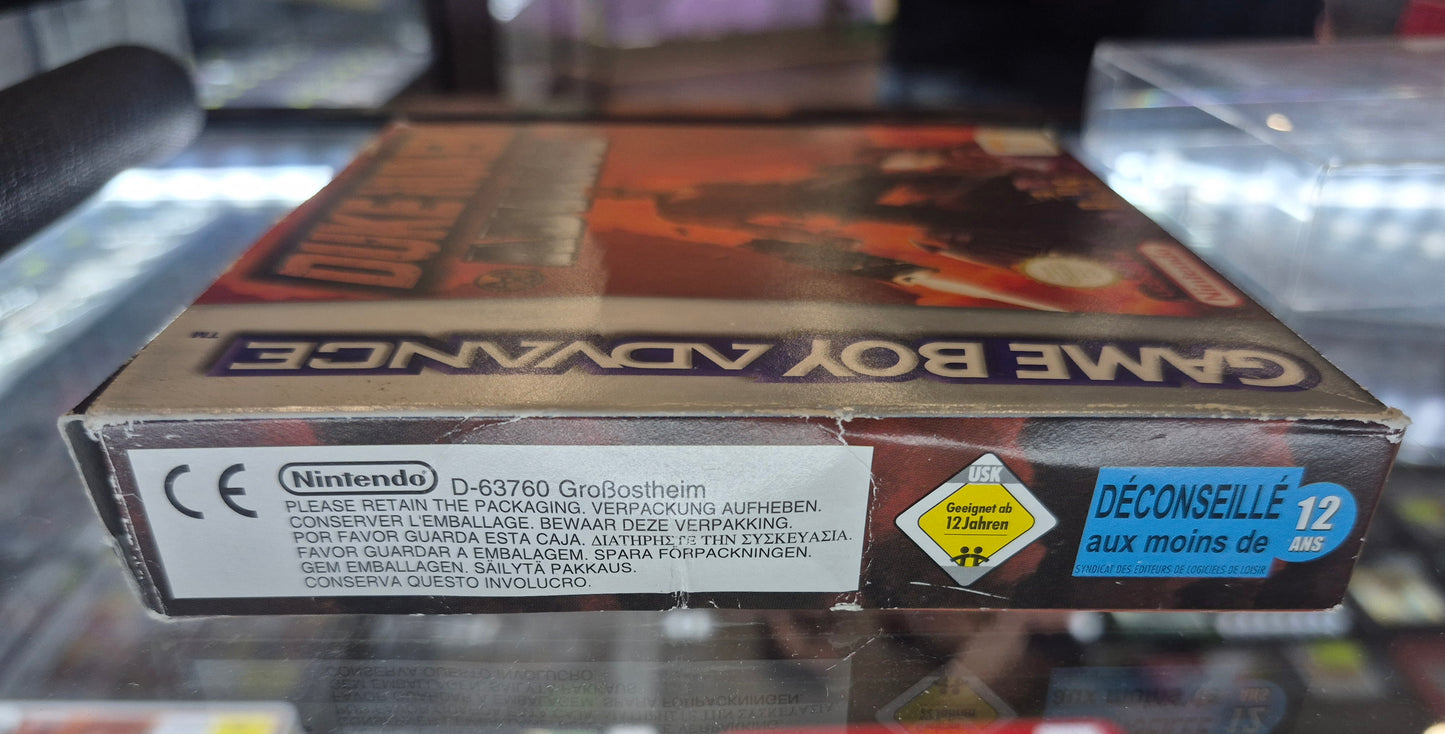 DUKE NUKEM
ADVANCE
Nintendo
GAME BOY ADVANCE
TM
CE
Nintendo
D-63760 Großostheim
PLEASE RETAIN THE PACKAGING. VERPACKUNG AUFHEBEN.
CONSERVER L'EMBALLAGE. BEWAAR DEZE VERPAKKING.
POR FAVOR GUARDA ESTA CAJA. ΔΙΑΤΗΡΗΣΤΕ ΤΗΝ ΣΥΣΚΕΥΑΣΙΑ.
FAVOR GUARDAR A EMBALAGEM. SPARA FÖRPACKNINGEN.
GEM EMBALLAGEN. SÄILYTÄ PAKKAUS.
CONSERVA QUESTO INVOLUCRO.
USK
Geeignet ab
12 Jahren
DÉCONSEILLÉ
aux moins de
12
ANS
SYNDICAT DES ÉDITEURS DE LOGICIELS DE LOISIR